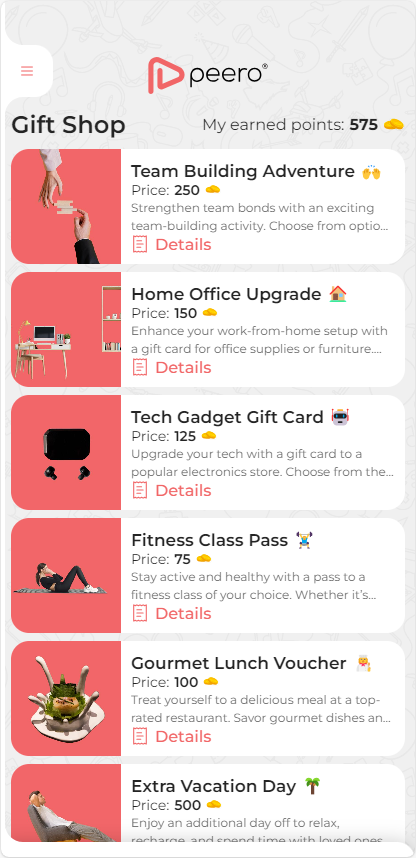 peero®
Gift Shop
My earned points: 575
Team Building Adventure 🙌
Price: 250
Strengthen team bonds with an exciting
team-building activity. Choose from optio...
Details
Home Office Upgrade 🏠
Price: 150
Enhance your work-from-home setup with
a gift card for office supplies or furniture....
Details
Tech Gadget Gift Card 🤖
Price: 125
Upgrade your tech with a gift card to a
popular electronics store. Choose from the...
Details
Fitness Class Pass 🏋️
Price: 75
Stay active and healthy with a pass to a
fitness class of your choice. Whether it’s...
Details
Gourmet Lunch Voucher
Price: 100
Treat yourself to a delicious meal at a top-
rated restaurant. Savor gourmet dishes an...
Details
Extra Vacation Day 🌴
Price: 500
Enjoy an additional day off to relax,
recharge, and spend time with loved ones